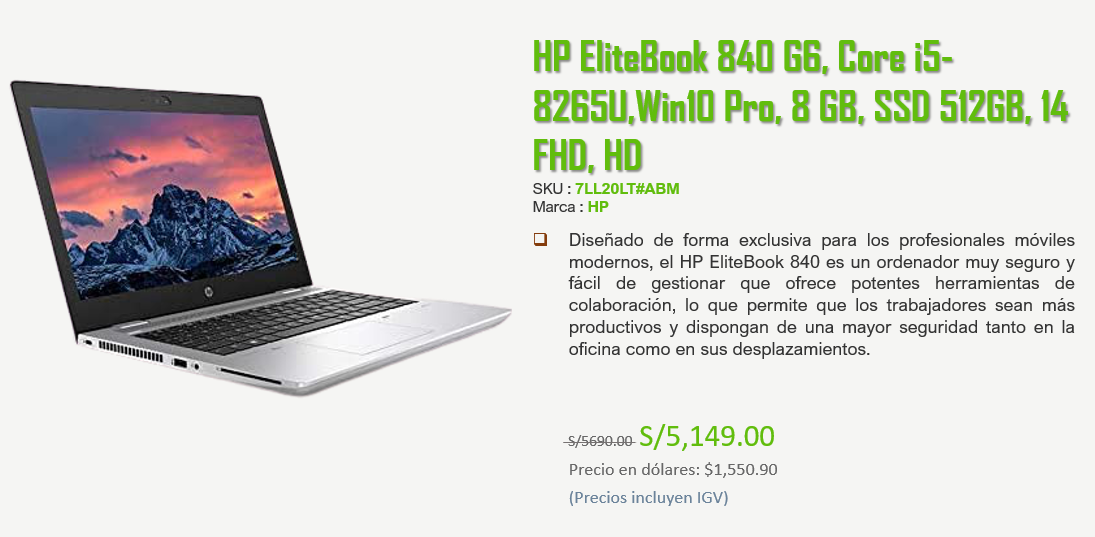 HP EliteBook 840 G6, Core i5-
8265U,Win10 Pro, 8 GB, SSD 512GB, 14
FHD, HD
SKU : 7LL20LT#ABM
Marca : HP
Diseñado de forma exclusiva para los profesionales móviles
modernos, el HP EliteBook 840 es un ordenador muy seguro y
fácil de gestionar que ofrece potentes herramientas de
colaboración, lo que permite que los trabajadores sean más
productivos y dispongan de una mayor seguridad tanto en la
oficina como en sus desplazamientos.
S/5690.00 S/5,149.00
Precio en dólares: $1,550.90
(Precios incluyen IGV)